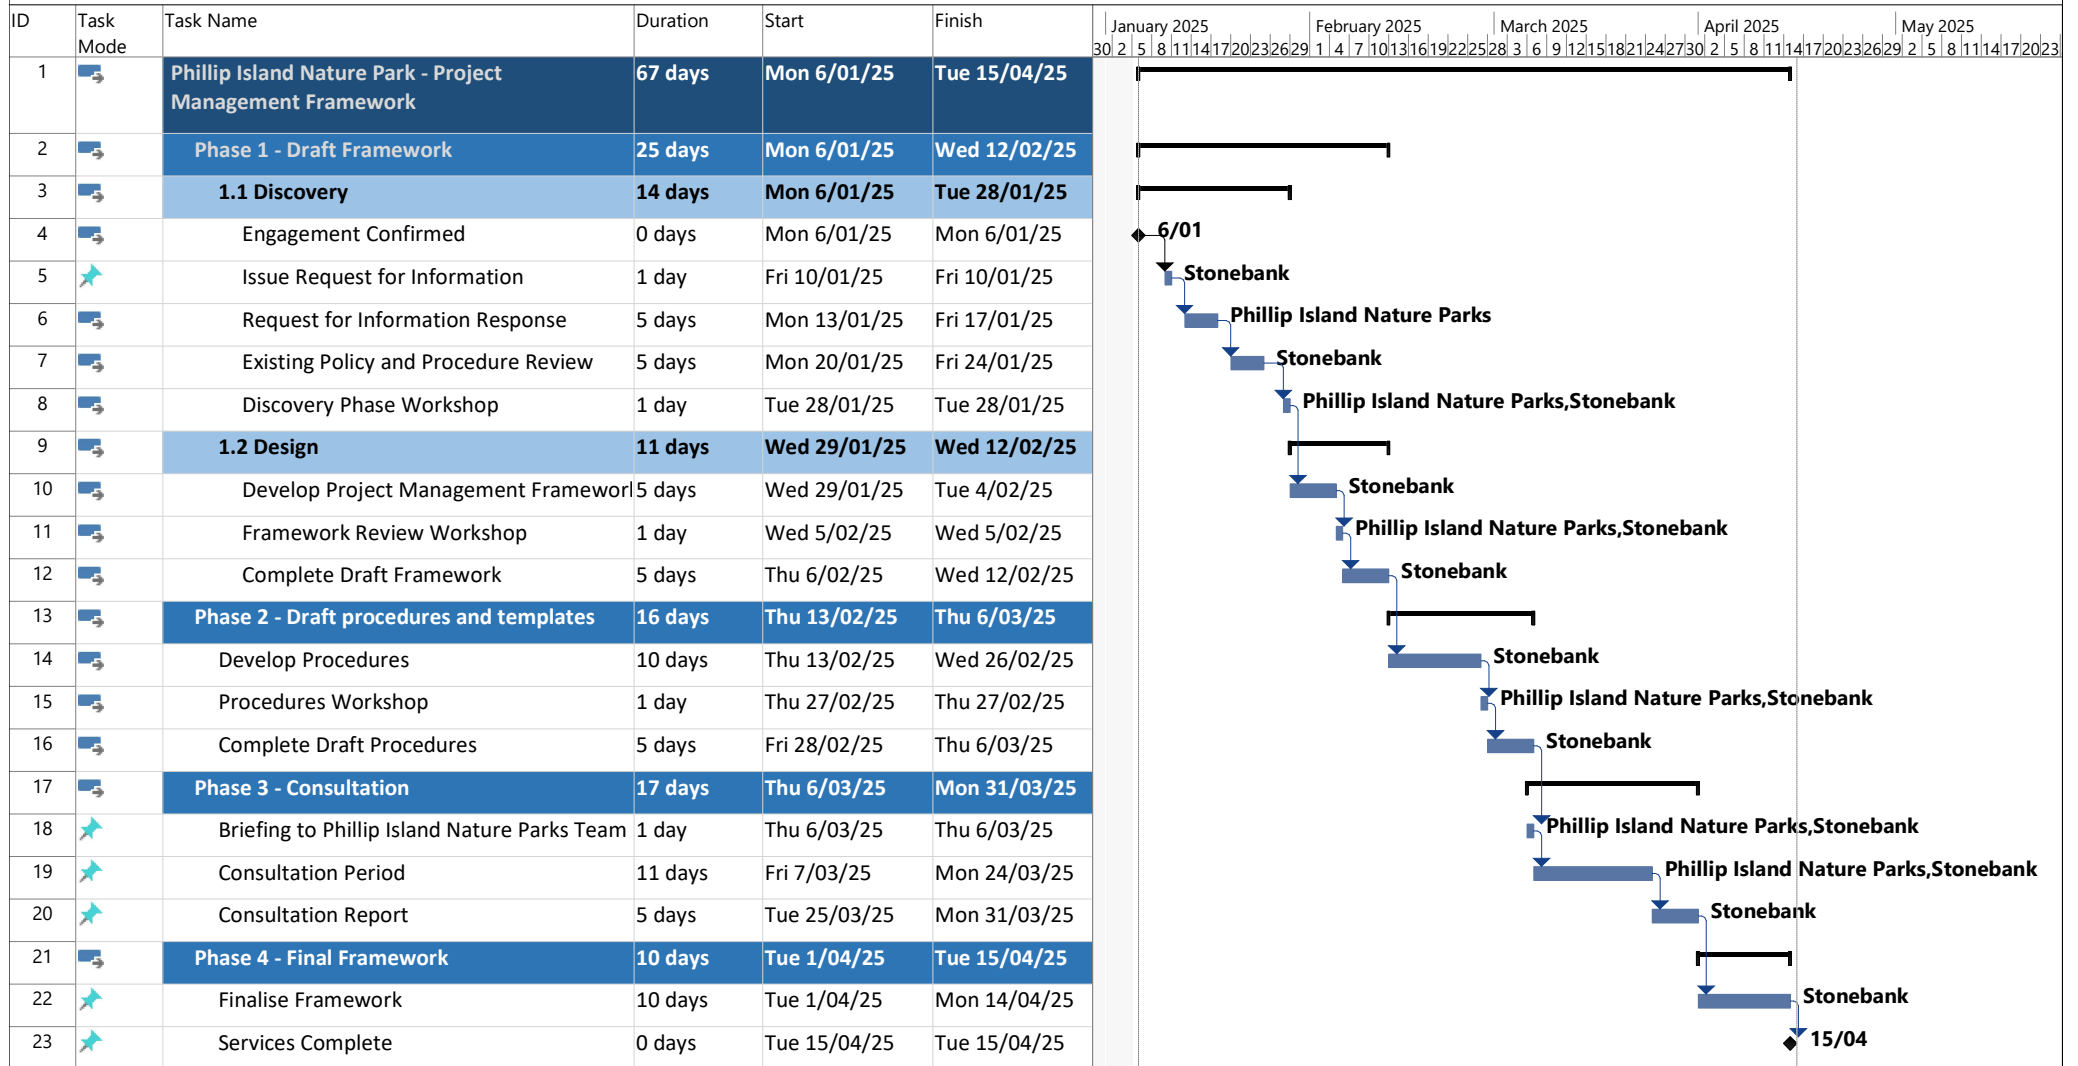 ID Task Task Name Duration Start Finish January 2025 February 2025 March 2025 April 2025 May 2025
Mode 30 2 5 8 11 14 17 20 23 26 29 1 4 7 10 13 16 19 22 25 28 3 6 9 12 15 18 21 24 27 30 2 5 8 11 14 17 20 23 26 29 2 5 8 11 14 17 20 23
1 Phillip Island Nature Park - Project 67 days Mon 6/01/25 Tue 15/04/25
Management Framework
2 Phase 1 - Draft Framework 25 days Mon 6/01/25 Wed 12/02/25
3 1.1 Discovery 14 days Mon 6/01/25 Tue 28/01/25
4 Engagement Confirmed 0 days Mon 6/01/25 Mon 6/01/25 6/01
5 Issue Request for Information 1 day Fri 10/01/25 Fri 10/01/25 Stonebank
6 Request for Information Response 5 days Mon 13/01/25 Fri 17/01/25 Phillip Island Nature Parks
7 Existing Policy and Procedure Review 5 days Mon 20/01/25 Fri 24/01/25 Stonebank
8 Discovery Phase Workshop 1 day Tue 28/01/25 Tue 28/01/25 Phillip Island Nature Parks,Stonebank
9 1.2 Design 11 days Wed 29/01/25 Wed 12/02/25
10 Develop Project Management Framework 5 days Wed 29/01/25 Tue 4/02/25 Stonebank
11 Framework Review Workshop 1 day Wed 5/02/25 Wed 5/02/25 Phillip Island Nature Parks,Stonebank
12 Complete Draft Framework 5 days Thu 6/02/25 Wed 12/02/25 Stonebank
13 Phase 2 - Draft procedures and templates 16 days Thu 13/02/25 Thu 6/03/25
14 Develop Procedures 10 days Thu 13/02/25 Wed 26/02/25 Stonebank
15 Procedures Workshop 1 day Thu 27/02/25 Thu 27/02/25 Phillip Island Nature Parks,Stonebank
16 Complete Draft Procedures 5 days Fri 28/02/25 Thu 6/03/25 Stonebank
17 Phase 3 - Consultation 17 days Thu 6/03/25 Mon 31/03/25
18 Briefing to Phillip Island Nature Parks Team 1 day Thu 6/03/25 Thu 6/03/25 Phillip Island Nature Parks,Stonebank
19 Consultation Period 11 days Fri 7/03/25 Mon 24/03/25 Phillip Island Nature Parks,Stonebank
20 Consultation Report 5 days Tue 25/03/25 Mon 31/03/25 Stonebank
21 Phase 4 - Final Framework 10 days Tue 1/04/25 Tue 15/04/25
22 Finalise Framework 10 days Tue 1/04/25 Mon 14/04/25 Stonebank
23 Services Complete 0 days Tue 15/04/25 Tue 15/04/25 15/04